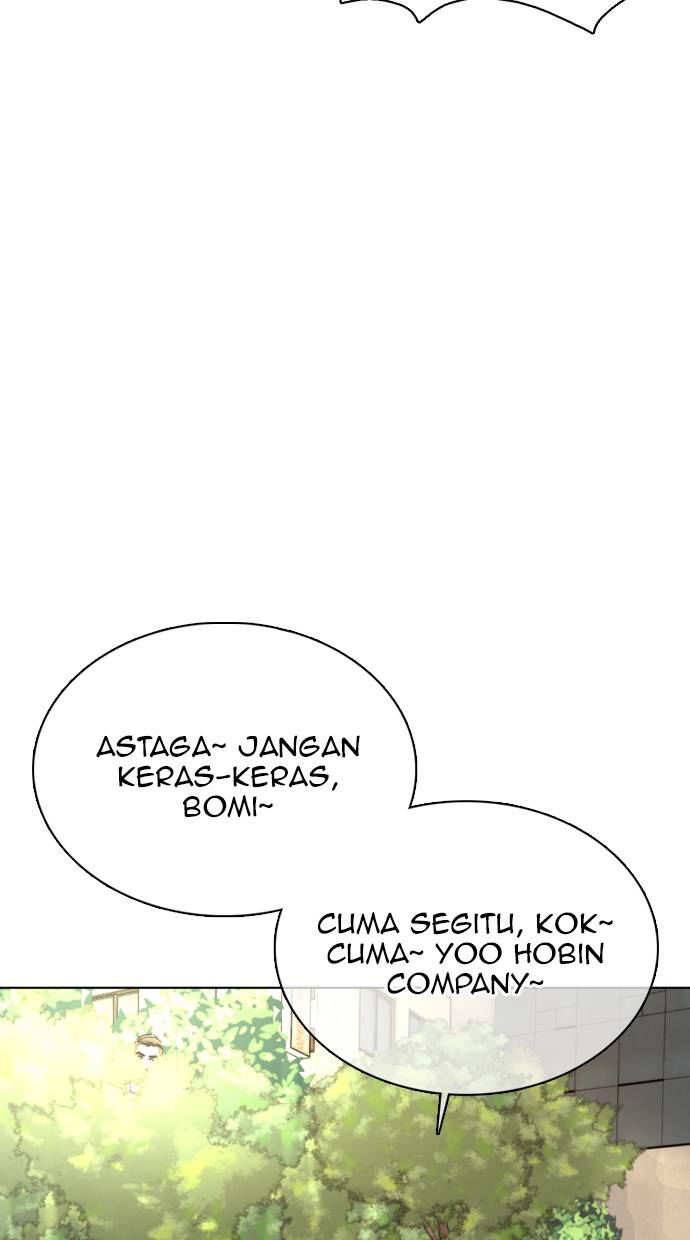 ASTAGA~ JANGAN
KERAS-KERAS,
BOMI~
CUMA SEGITU, KOK~
CUMA~ YOO HOBIN
COMPANY~